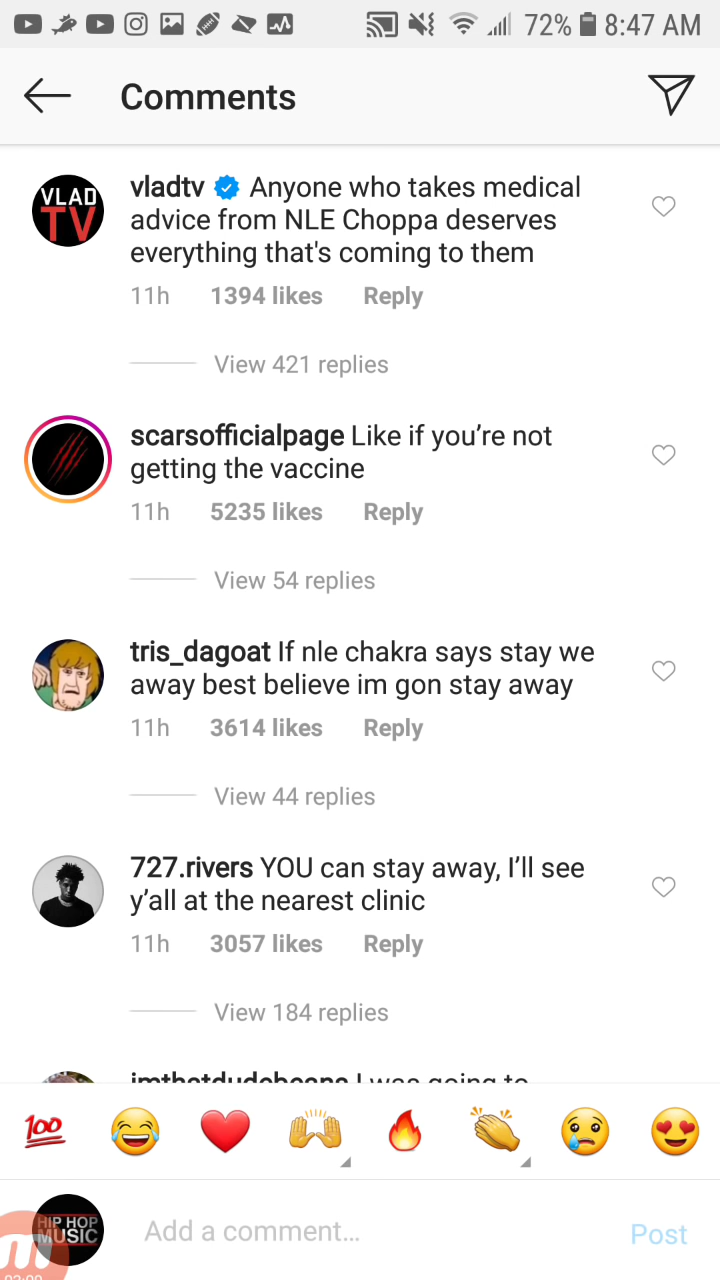 72% 8:47 AM
Comments
VLAD
TV
vladtv Anyone who takes medical
advice from NLE Choppa deserves
everything that's coming to them
11h 1394 likes Reply
View 421 replies
scarsofficialpage Like if you’re not
getting the vaccine
11h 5235 likes Reply
View 54 replies
tris_dagoat If nle chakra says stay we
away best believe im gon stay away
11h 3614 likes Reply
View 44 replies
727.rivers YOU can stay away, I’ll see
y’all at the nearest clinic
11h 3057 likes Reply
View 184 replies
imthatdudebeans I was going to
100
HIP HOP
MUSIC
Add a comment... Post
m